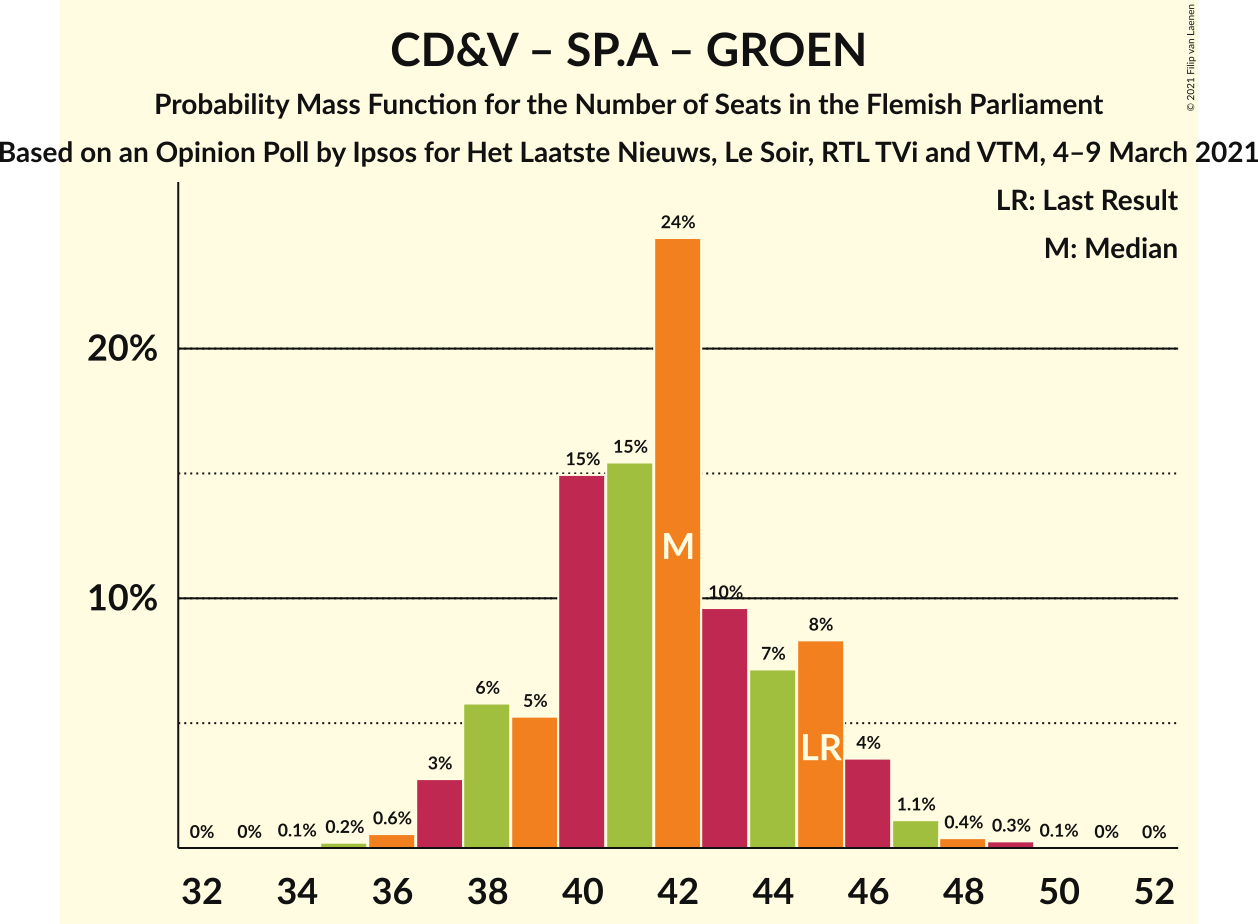 CD&V – SP.A – GROEN
Probability Mass Function for the Number of Seats in the Flemish Parliament
Based on an Opinion Poll by Ipsos for Het Laatste Nieuws, Le Soir, RTL TVi and VTM, 4–9 March 2021
© 2021 Filip van Laenen
LR: Last Result
M: Median
20%
10%
0% 0% 0.1% 0.2% 0.6% 3% 6% 5% 15% 15% 24% 10% 7% 8% 4% 1.1% 0.4% 0.3% 0.1% 0% 0%
M
LR
32 34 36 38 40 42 44 46 48 50 52